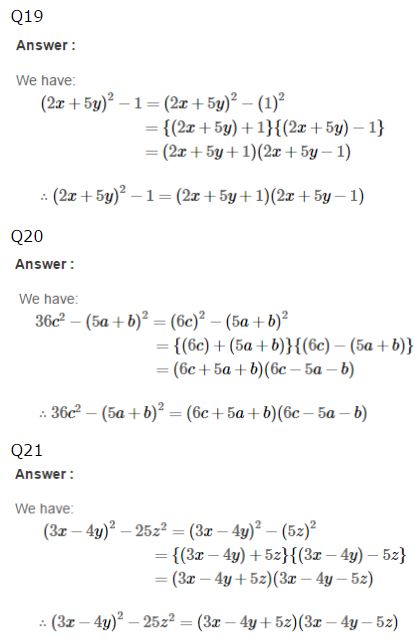 Q19
Answer :
We have:
(2x + 5y)² − 1 = (2x + 5y)² − (1)²
= {(2x + 5y) + 1}{(2x + 5y) − 1}
= (2x + 5y + 1)(2x + 5y − 1)
∴ (2x + 5y)² − 1 = (2x + 5y + 1)(2x + 5y − 1)
Q20
Answer :
We have:
36c² − (5a + b)² = (6c)² − (5a + b)²
= {(6c) + (5a + b)}{(6c) − (5a + b)}
= (6c + 5a + b)(6c − 5a − b)
∴ 36c² − (5a + b)² = (6c + 5a + b)(6c − 5a − b)
Q21
Answer :
We have:
(3x − 4y)² − 25z² = (3x − 4y)² − (5z)²
= {(3x − 4y) + 5z}{(3x − 4y) − 5z}
= (3x − 4y + 5z)(3x − 4y − 5z)
∴ (3x − 4y)² − 25z² = (3x − 4y + 5z)(3x − 4y − 5z)